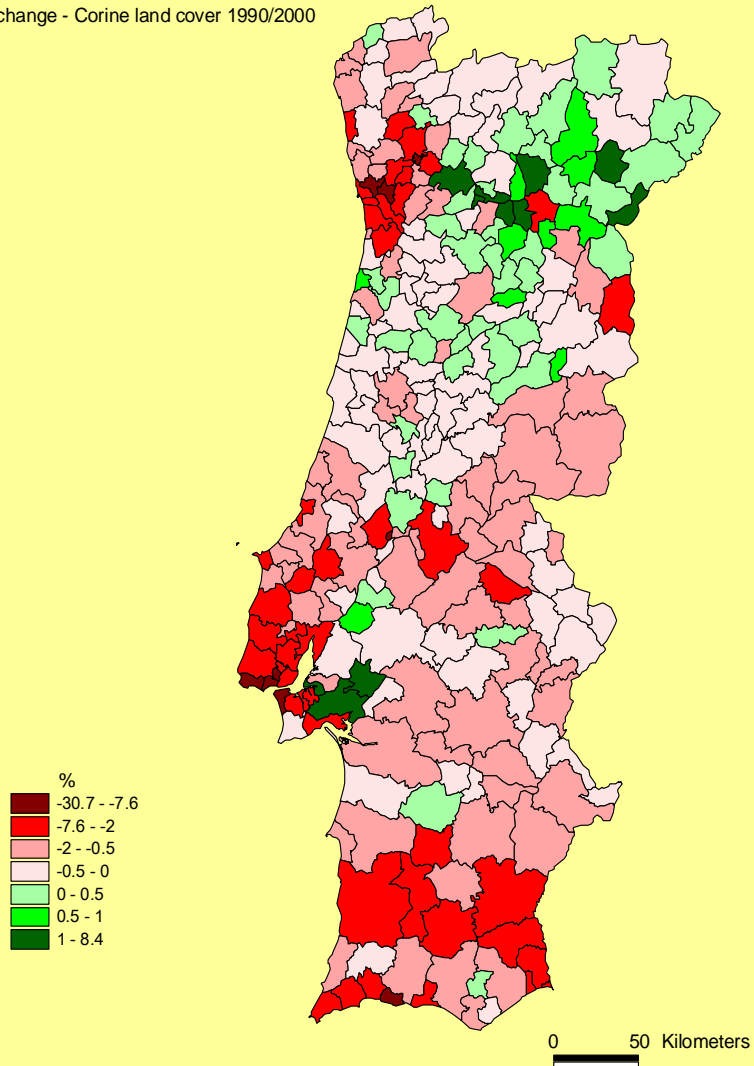 change - Corine land cover 1990/2000
%
-30.7 - -7.6
-7.6 - -2
-2 - -0.5
-0.5 - 0
0 - 0.5
0.5 - 1
1 - 8.4
0 50 Kilometers